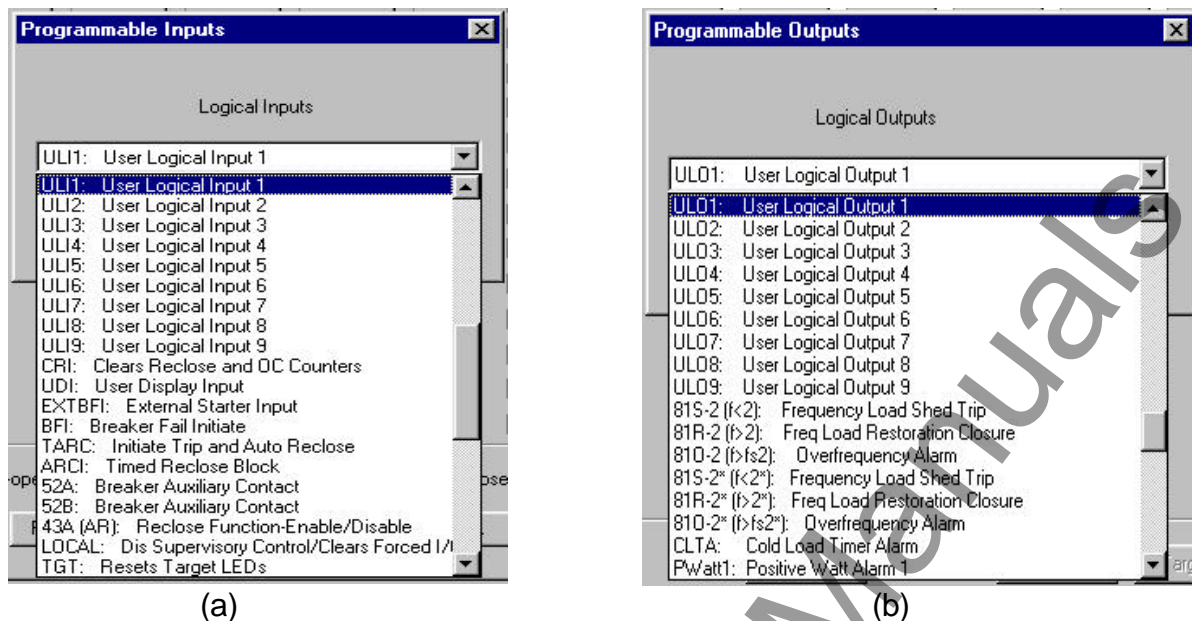 Programmable Inputs
Logical Inputs
ULI1: User Logical Input 1
ULI1: User Logical Input 1
ULI2: User Logical Input 2
ULI3: User Logical Input 3
ULI4: User Logical Input 4
ULI5: User Logical Input 5
ULI6: User Logical Input 6
ULI7: User Logical Input 7
ULI8: User Logical Input 8
ULI9: User Logical Input 9
CRI: Clears Reclose and OC Counters
UDI: User Display Input
EXTBFI: External Starter Input
BFI: Breaker Fail Initiate
TARC: Initiate Trip and Auto Reclose
ARCI: Timed Reclose Block
52A: Breaker Auxiliary Contact
52B: Breaker Auxiliary Contact
43A (AR): Reclose Function-Enable/Disable
LOCAL: Dis Supervisory Control/Clears Forced I/
TGT: Resets Target LEDs
(a)
Programmable Outputs
Logical Outputs
ULO1: User Logical Output 1
ULO1: User Logical Output 1
ULO2: User Logical Output 2
ULO3: User Logical Output 3
ULO4: User Logical Output 4
ULO5: User Logical Output 5
ULO6: User Logical Output 6
ULO7: User Logical Output 7
ULO8: User Logical Output 8
ULO9: User Logical Output 9
81S-2 (f<2): Frequency Load Shed Trip
81R-2 (f>2): Freq Load Restoration Closure
81O-2 (f>fs2): Overfrequency Alarm
81S-2* (f<2*): Frequency Load Shed Trip
81R-2* (f>2*): Freq Load Restoration Closure
81O-2* (f>fs2*): Overfrequency Alarm
CLTA: Cold Load Timer Alarm
PWatt1: Positive Watt Alarm 1
(b)
Manuals